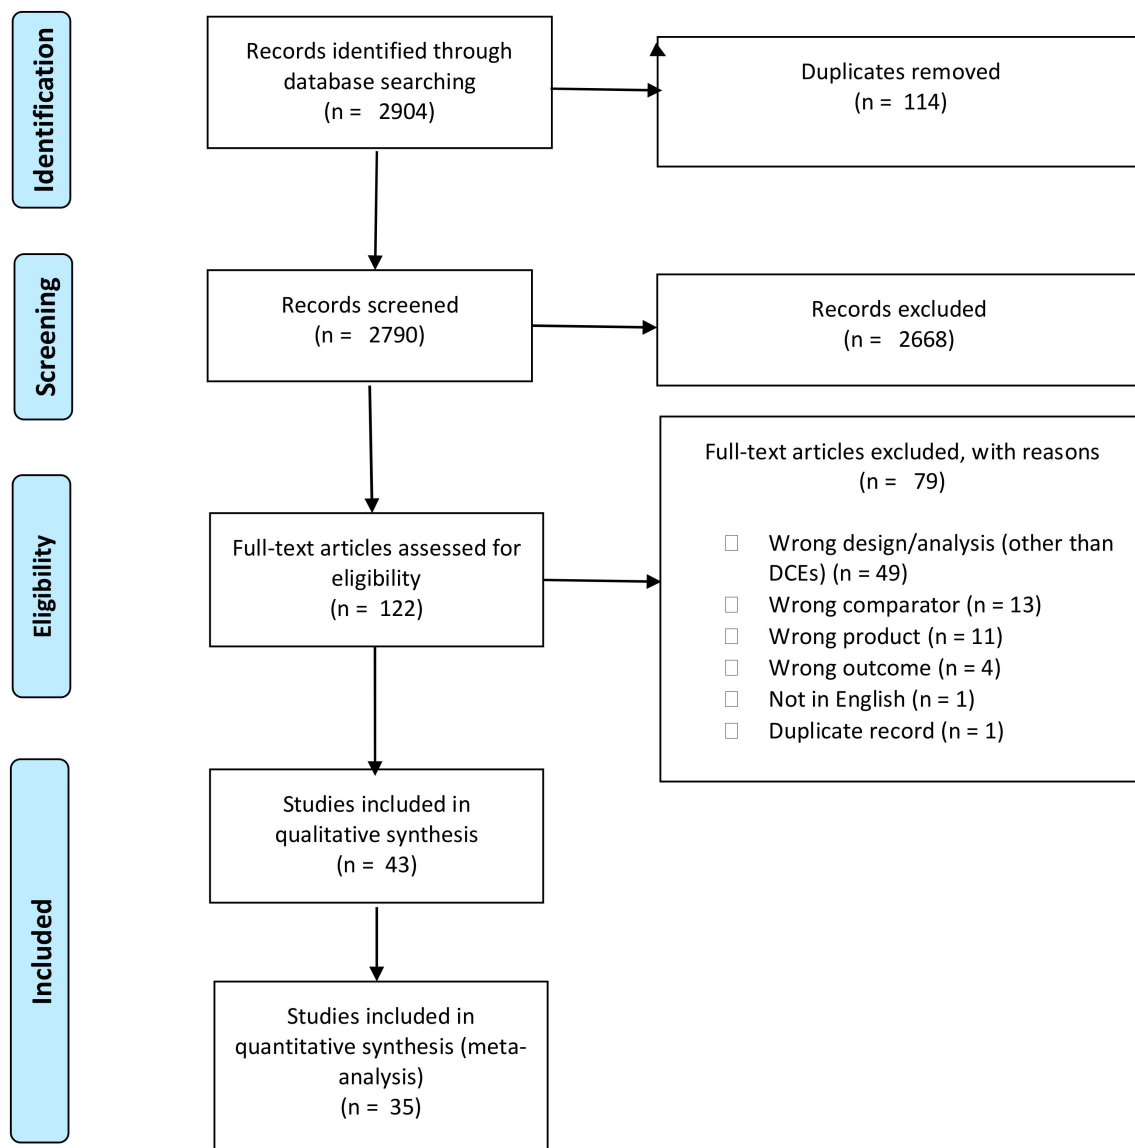 Identification
Records identified through
database searching
(n = 2904)
Duplicates removed
(n = 114)
Screening
Records screened
(n = 2790)
Records excluded
(n = 2668)
Eligibility
Full-text articles assessed for
eligibility
(n = 122)
Full-text articles excluded, with reasons
(n = 79)
Wrong design/analysis (other than
DCEs) (n = 49)
Wrong comparator (n = 13)
Wrong product (n = 11)
Wrong outcome (n = 4)
Not in English (n = 1)
Duplicate record (n = 1)
Included
Studies included in
qualitative synthesis
(n = 43)
Studies included in
quantitative synthesis (meta-
analysis)
(n = 35)